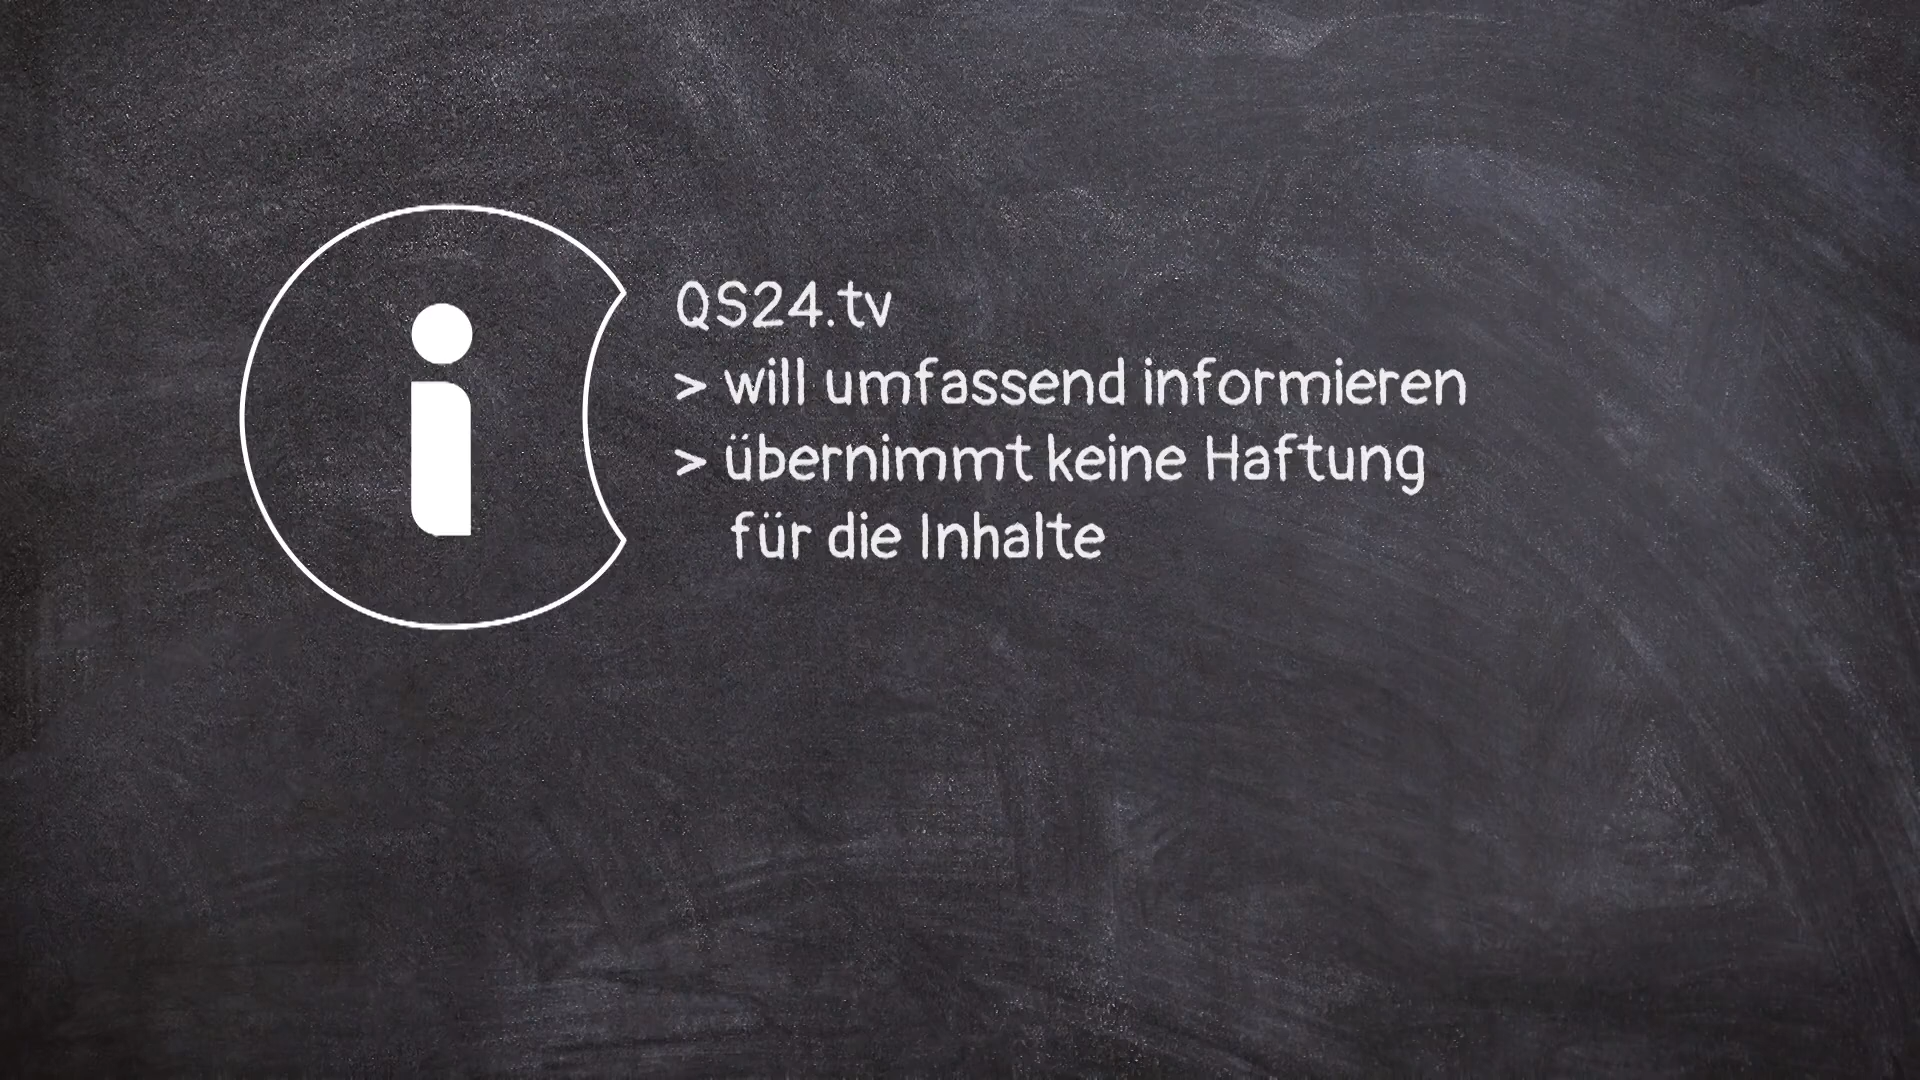 QS24.tv
> will umfassend informieren
> übernimmt keine Haftung
für die Inhalte